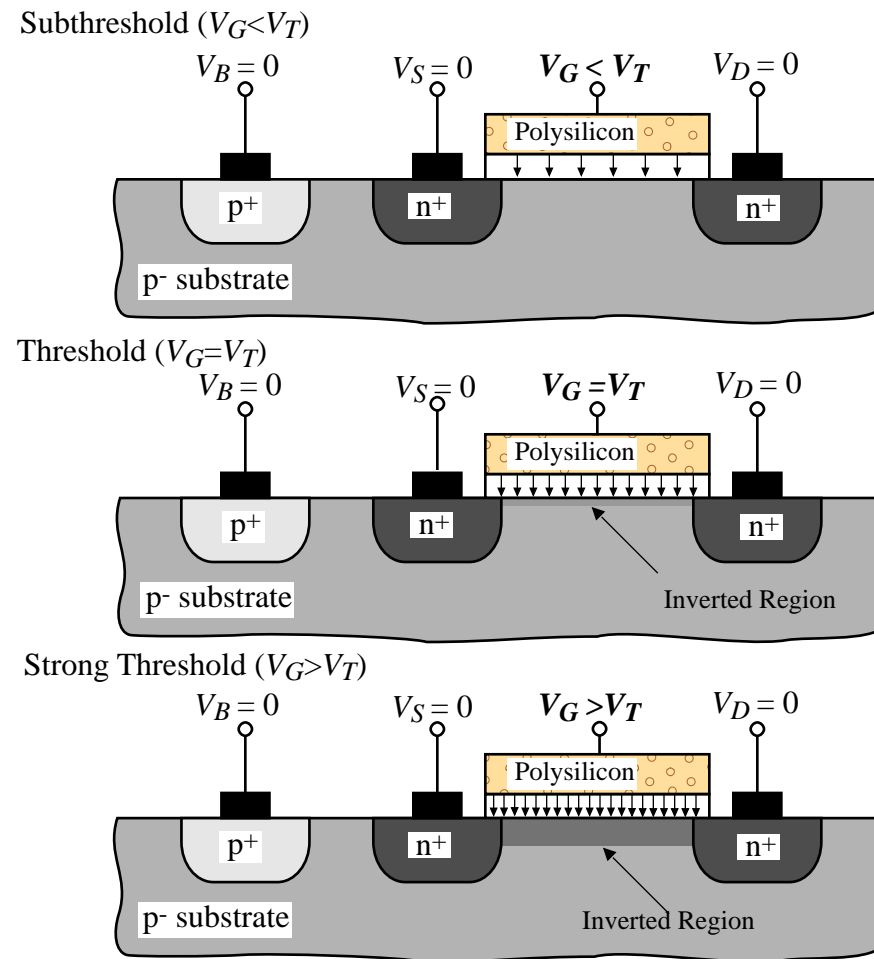 Subthreshold (VG<VT)
VB = 0 VS = 0 VG < VT VD = 0
Polysilicon
p+ n+ n+
p- substrate
Threshold (VG=VT)
VB = 0 VS = 0 VG =VT VD = 0
Polysilicon
p+ n+ n+
p- substrate
Inverted Region
Strong Threshold (VG>VT)
VB = 0 VS = 0 VG >VT VD = 0
Polysilicon
p+ n+ n+
p- substrate
Inverted Region